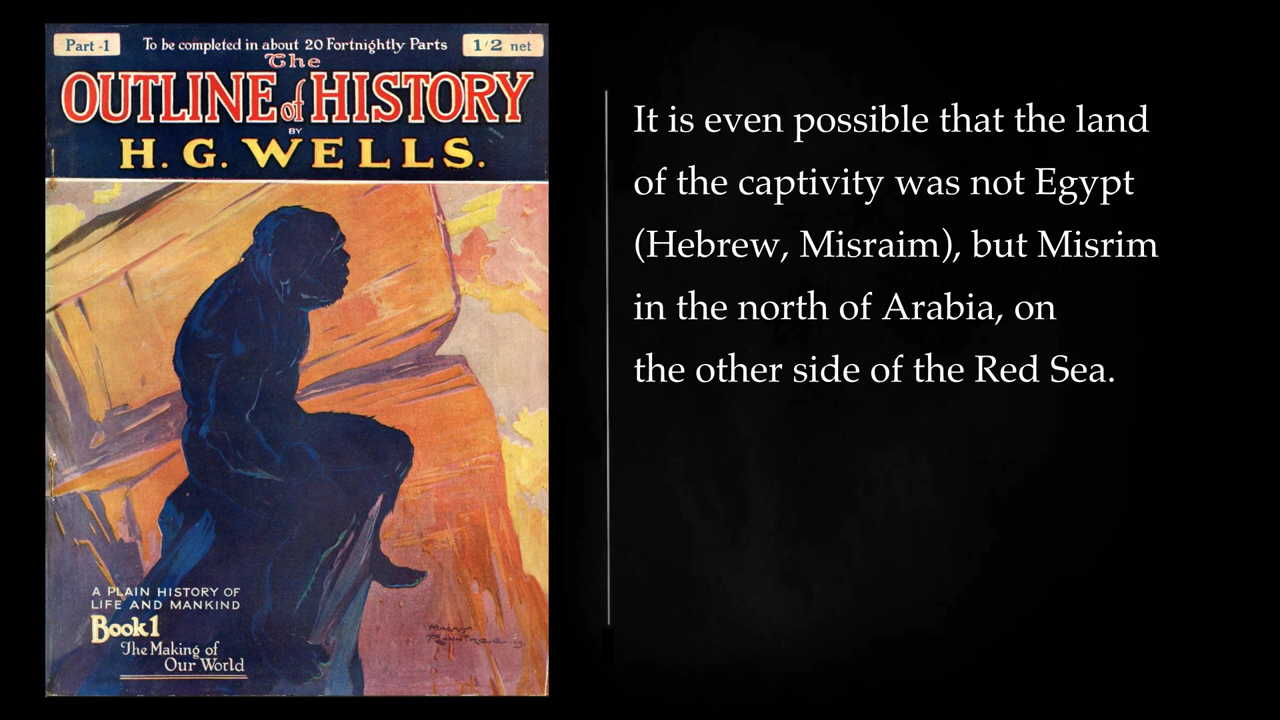 Part -1
To be completed in about 20 Fortnightly Parts
1/2 net
The
OUTLINE of HISTORY
BY
H. G. WELLS.
A PLAIN HISTORY OF
LIFE AND MANKIND
Book 1
The Making of
Our World
It is even possible that the land
of the captivity was not Egypt
(Hebrew, Misraim), but Misrim
in the north of Arabia, on
the other side of the Red Sea.